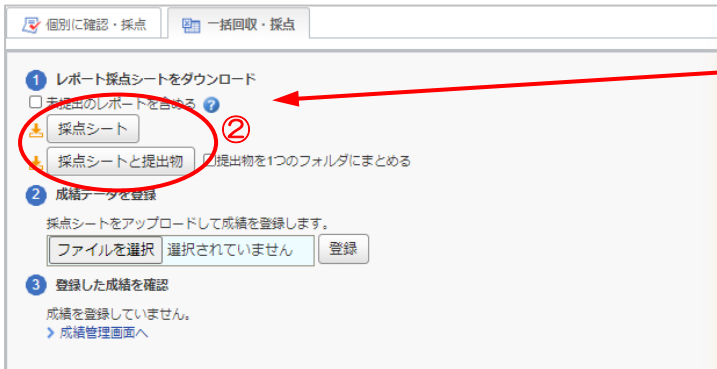 個別に確認・採点
一括回収・採点
1 レポート採点シートをダウンロード
未提出のレポートを含める ?
採点シート
②
採点シートと提出物 提出物を1つのフォルダにまとめる
2 成績データを登録
採点シートをアップロードして成績を登録します。
ファイルを選択 選択されていません 登録
3 登録した成績を確認
成績を登録していません。
> 成績管理画面へ